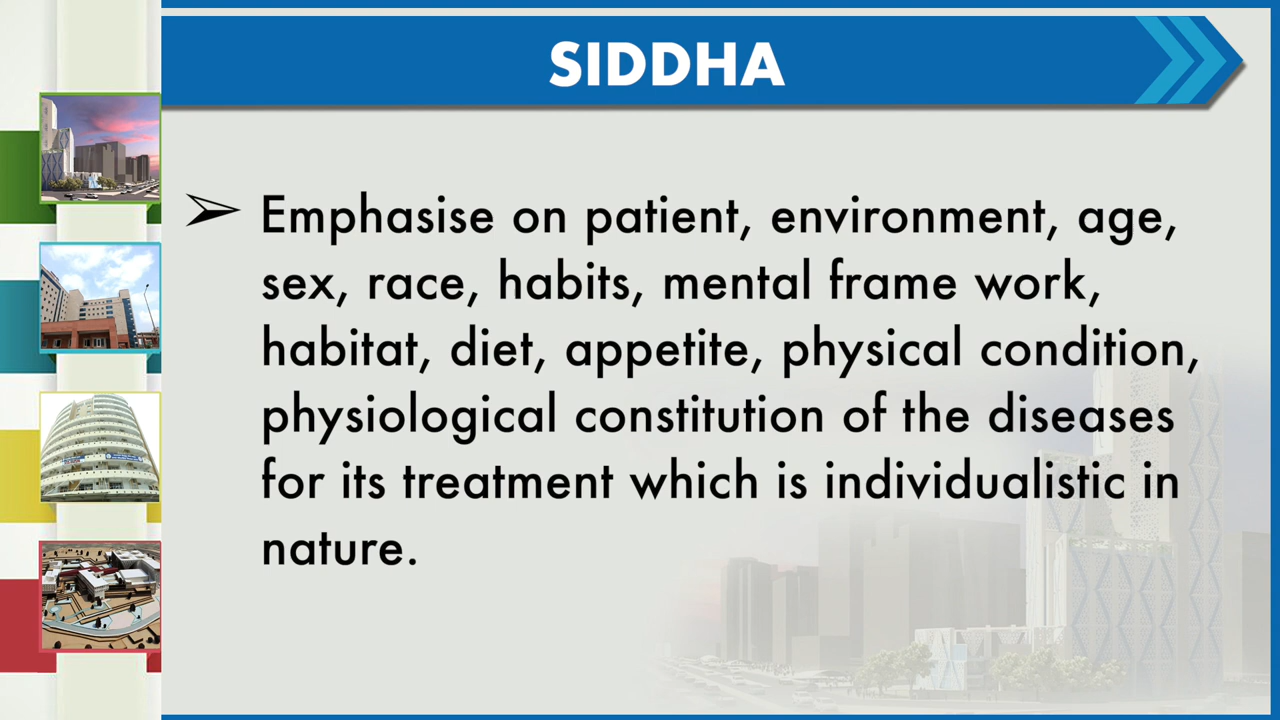 SIDDHA
➢ Emphasise on patient, environment, age,
sex, race, habits, mental frame work,
habitat, diet, appetite, physical condition,
physiological constitution of the diseases
for its treatment which is individualistic in
nature.